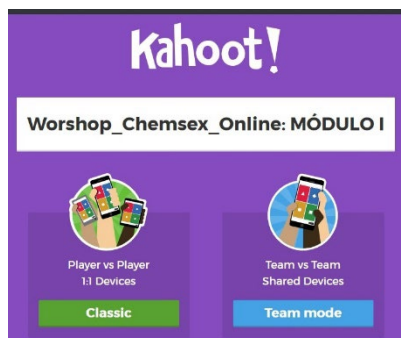 Kahoot!
Worshop_Chemsex_Online: MÓDULO I
Player vs Player
1:1 Devices
Classic
Team vs Team
Shared Devices
Team mode